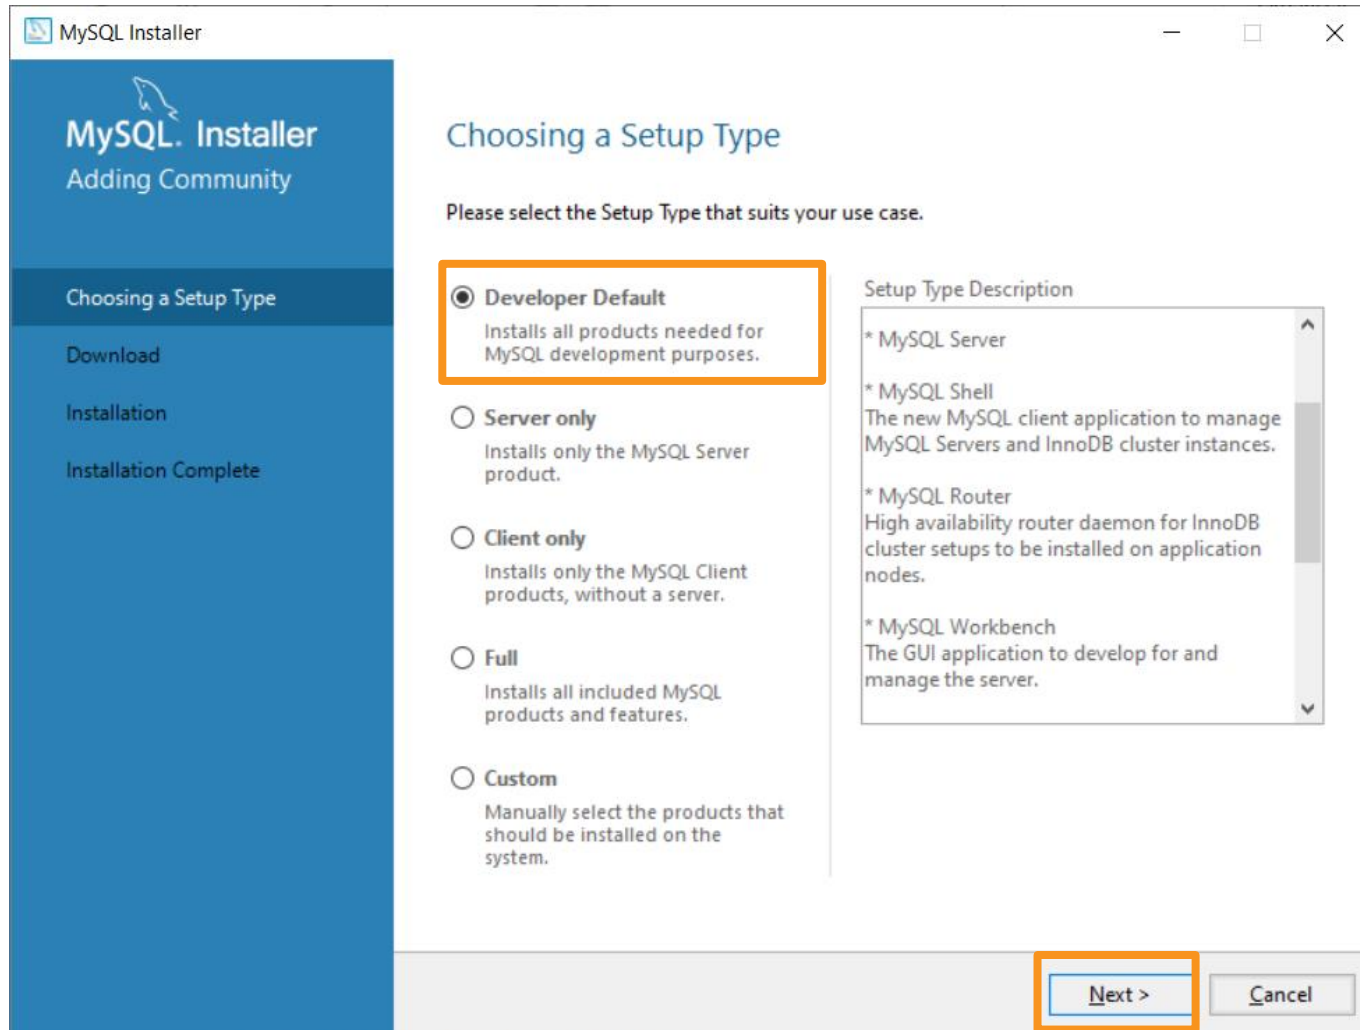 MySQL Installer
MySQL. Installer
Adding Community
Choosing a Setup Type
Download
Installation
Installation Complete
Choosing a Setup Type
Please select the Setup Type that suits your use case.
Developer Default
Installs all products needed for
MySQL development purposes.
Server only
Installs only the MySQL Server
product.
Client only
Installs only the MySQL Client
products, without a server.
Full
Installs all included MySQL
products and features.
Custom
Manually select the products that
should be installed on the
system.
Setup Type Description
* MySQL Server
* MySQL Shell
The new MySQL client application to manage
MySQL Servers and InnoDB cluster instances.
* MySQL Router
High availability router daemon for InnoDB
cluster setups to be installed on application
nodes.
* MySQL Workbench
The GUI application to develop for and
manage the server.
Next >
Cancel